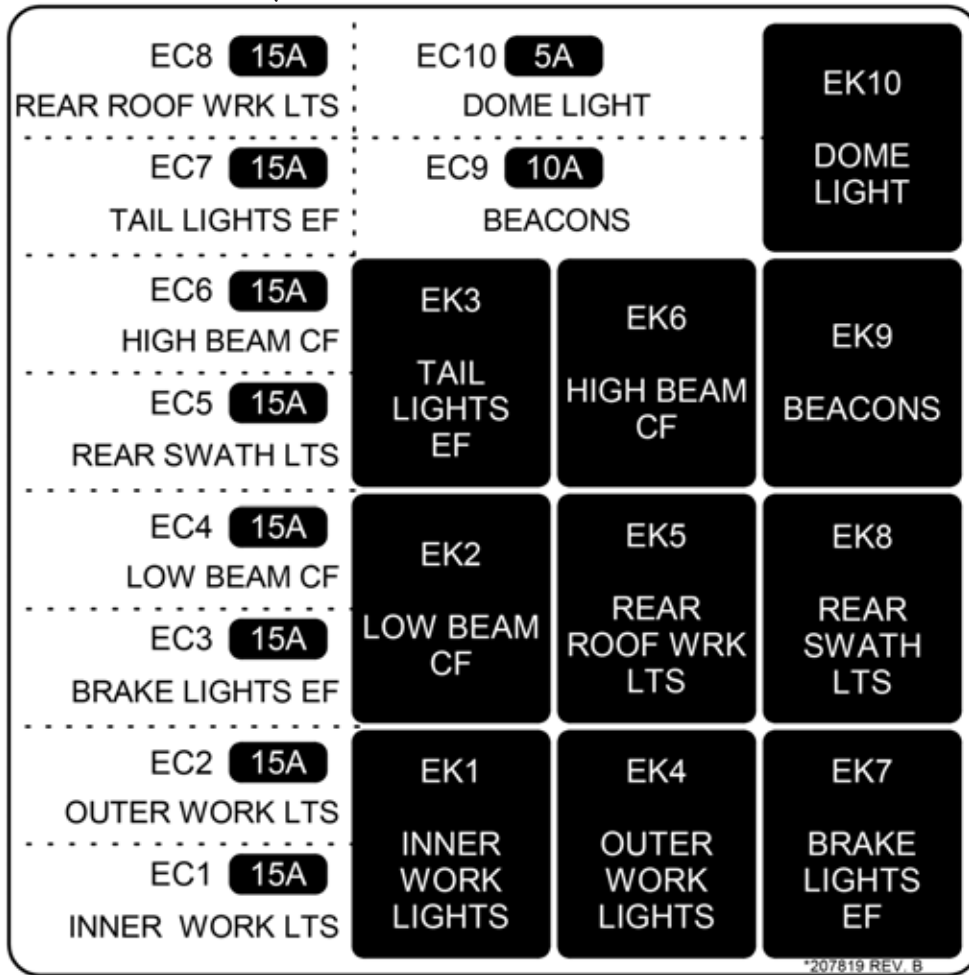 EC8 15A
REAR ROOF WRK LTS
EC10 5A
DOME LIGHT
EK10
DOME
LIGHT
EC7 15A
TAIL LIGHTS EF
EC9 10A
BEACONS
EC6 15A
HIGH BEAM CF
EC5 15A
REAR SWATH LTS
EK3
TAIL
LIGHTS
EF
EK6
HIGH BEAM
CF
EK9
BEACONS
EC4 15A
LOW BEAM CF
EC3 15A
BRAKE LIGHTS EF
EK2
LOW BEAM
CF
EK5
REAR
ROOF WRK
LTS
EK8
REAR
SWATH
LTS
EC2 15A
OUTER WORK LTS
EC1 15A
INNER WORK LTS
EK1
INNER
WORK
LIGHTS
EK4
OUTER
WORK
LIGHTS
EK7
BRAKE
LIGHTS
EF
*207819 REV. B